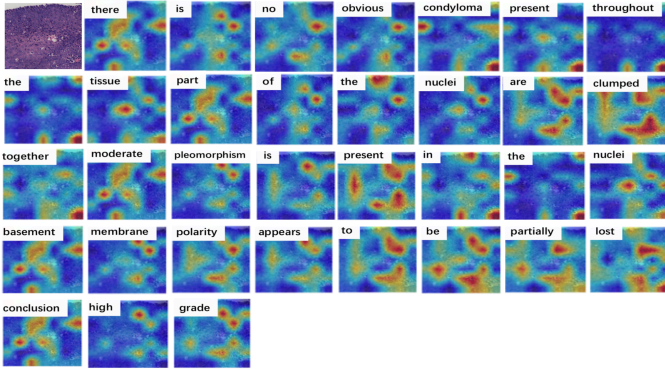 there is no obvious condyloma present throughout
the tissue part of the nuclei are clumped
together moderate pleomorphism is present in the nuclei
basement membrane polarity appears to be partially lost
conclusion high grade